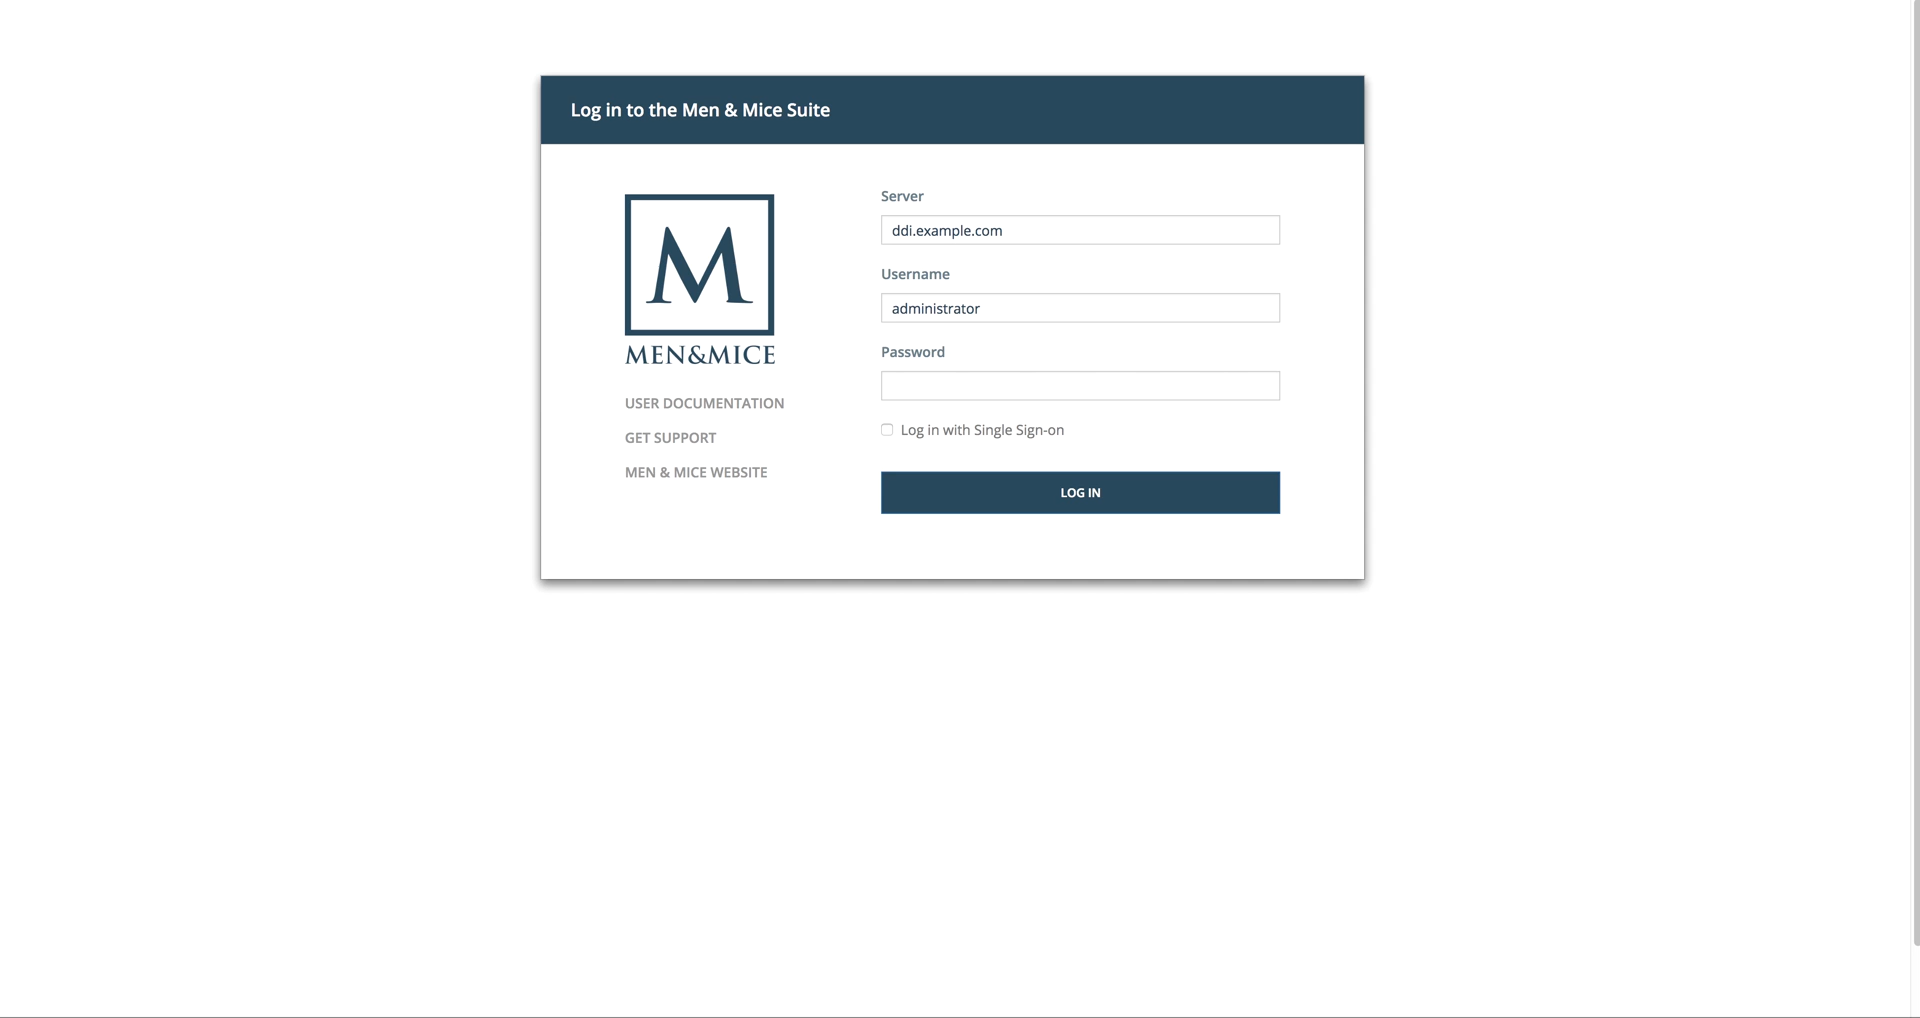 Log in to the Men & Mice Suite
M
MEN&MICE
USER DOCUMENTATION
GET SUPPORT
MEN & MICE WEBSITE
Server
ddi.example.com
Username
administrator
Password
Log in with Single Sign-on
LOG IN